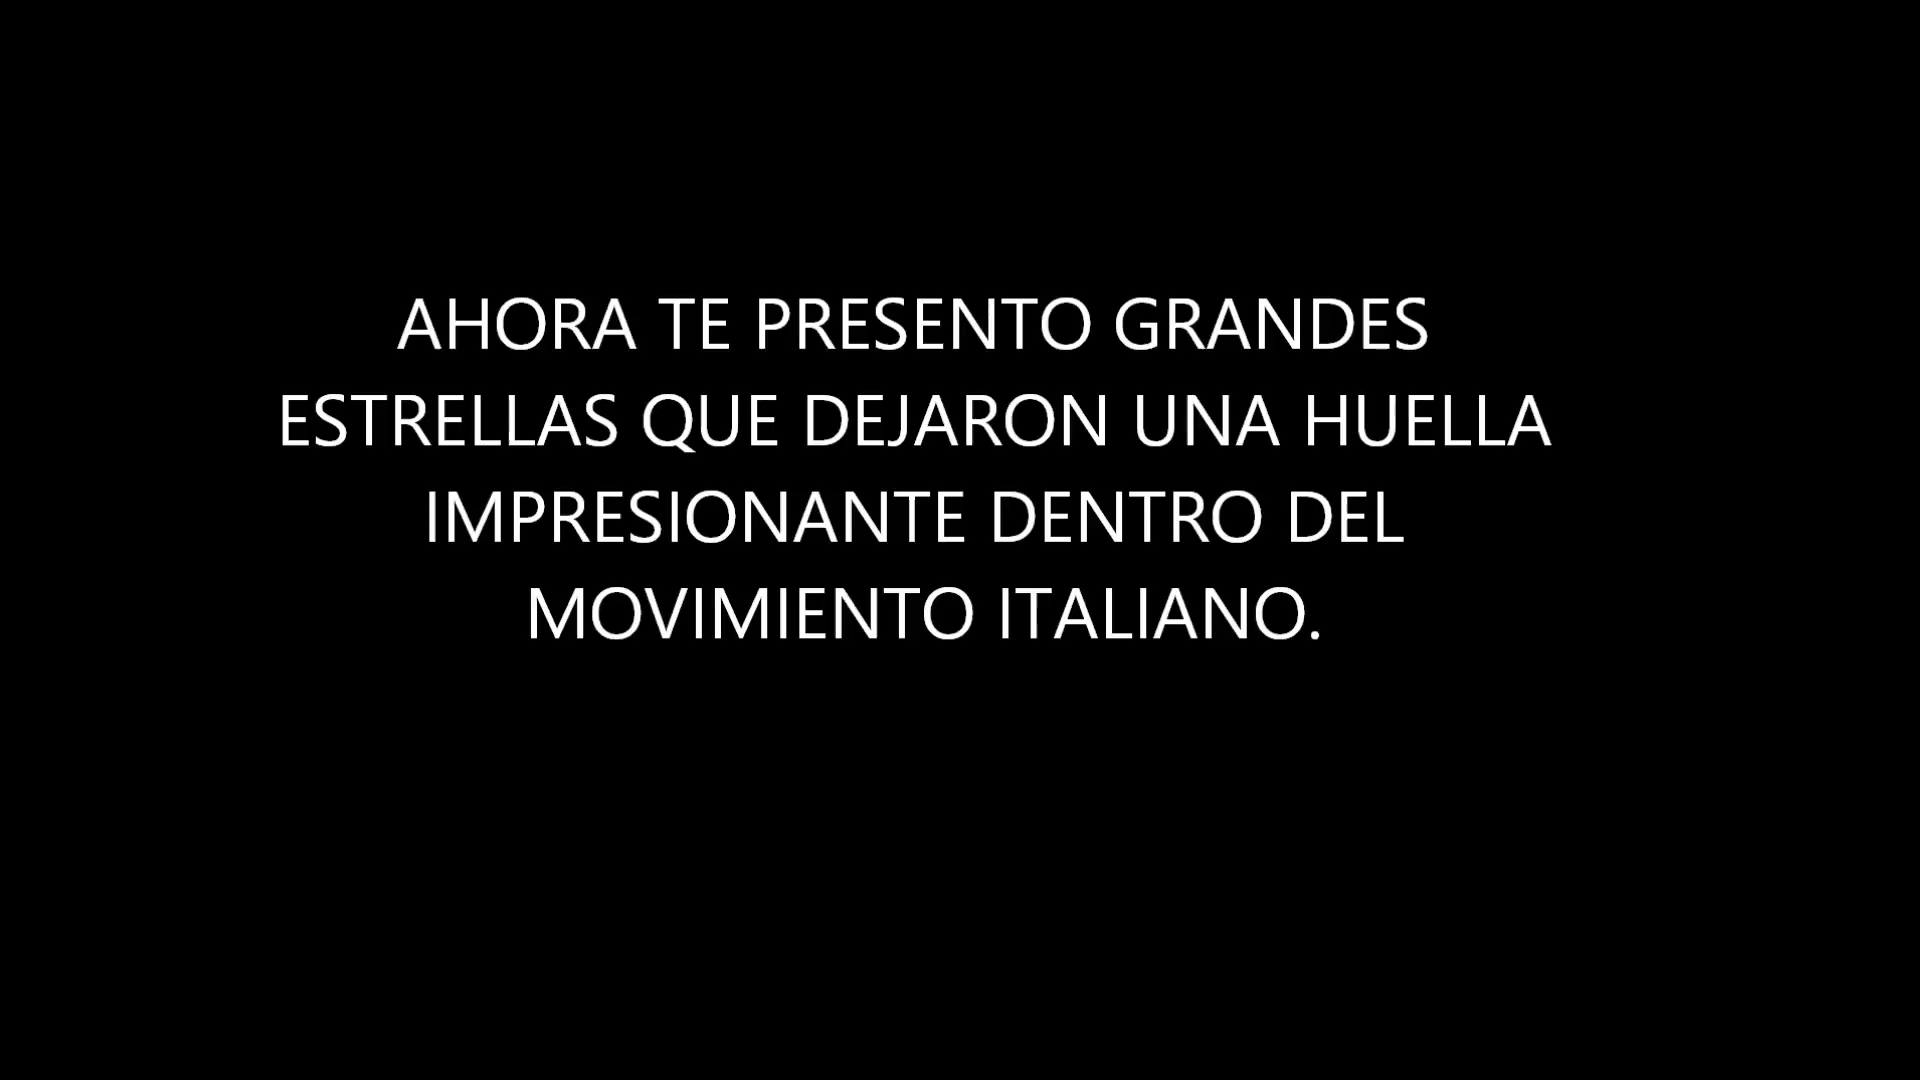 AHORA TE PRESENTO GRANDES
ESTRELLAS QUE DEJARON UNA HUELLA
IMPRESIONANTE DENTRO DEL
MOVIMIENTO ITALIANO.